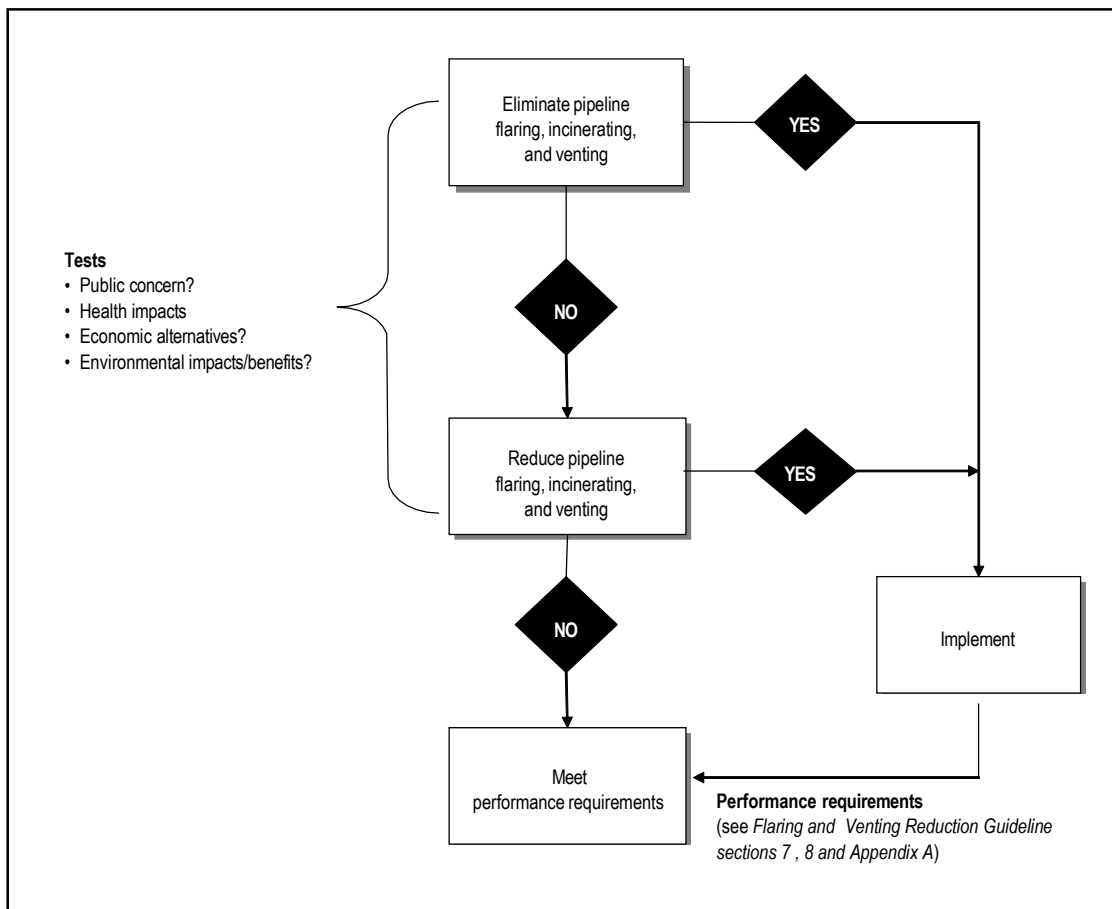 Eliminate pipeline
flaring, incinerating,
and venting
YES
Tests
• Public concern?
• Health impacts
• Economic alternatives?
• Environmental impacts/benefits?
NO
Reduce pipeline
flaring, incinerating,
and venting
YES
NO
Implement
Meet
performance requirements
Performance requirements
(see Flaring and Venting Reduction Guideline
sections 7 , 8 and Appendix A)